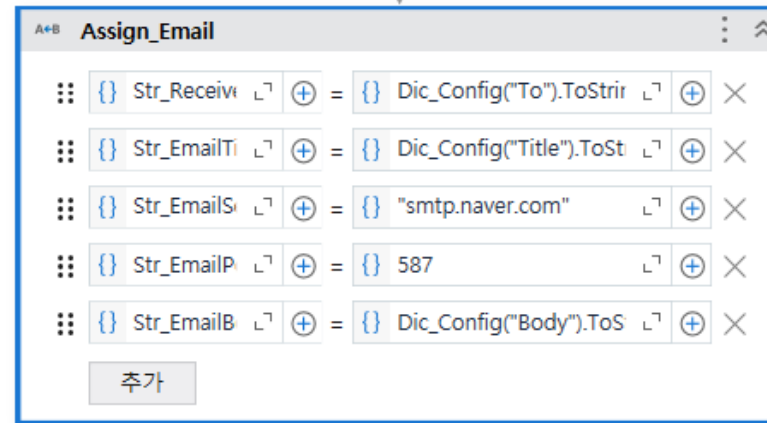 A←B Assign_Email
{} Str_Receive = {} Dic_Config("To").ToStrin
{} Str_EmailTi = {} Dic_Config("Title").ToSt
{} Str_EmailS = {} "smtp.naver.com"
{} Str_EmailP = {} 587
{} Str_EmailB = {} Dic_Config("Body").ToS
추가